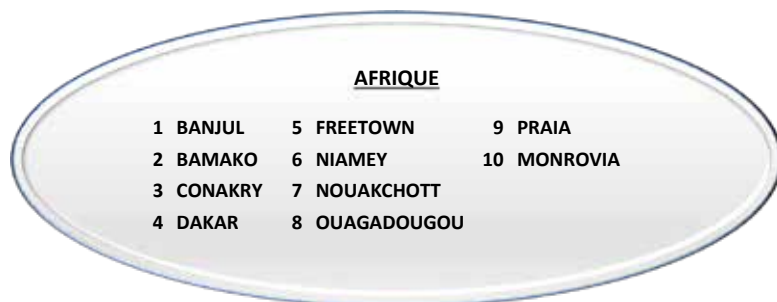 AFRIQUE
1 BANJUL 5 FREETOWN 9 PRAIA
2 BAMAKO 6 NIAMEY 10 MONROVIA
3 CONAKRY 7 NOUAKCHOTT
4 DAKAR 8 OUAGADOUGOU